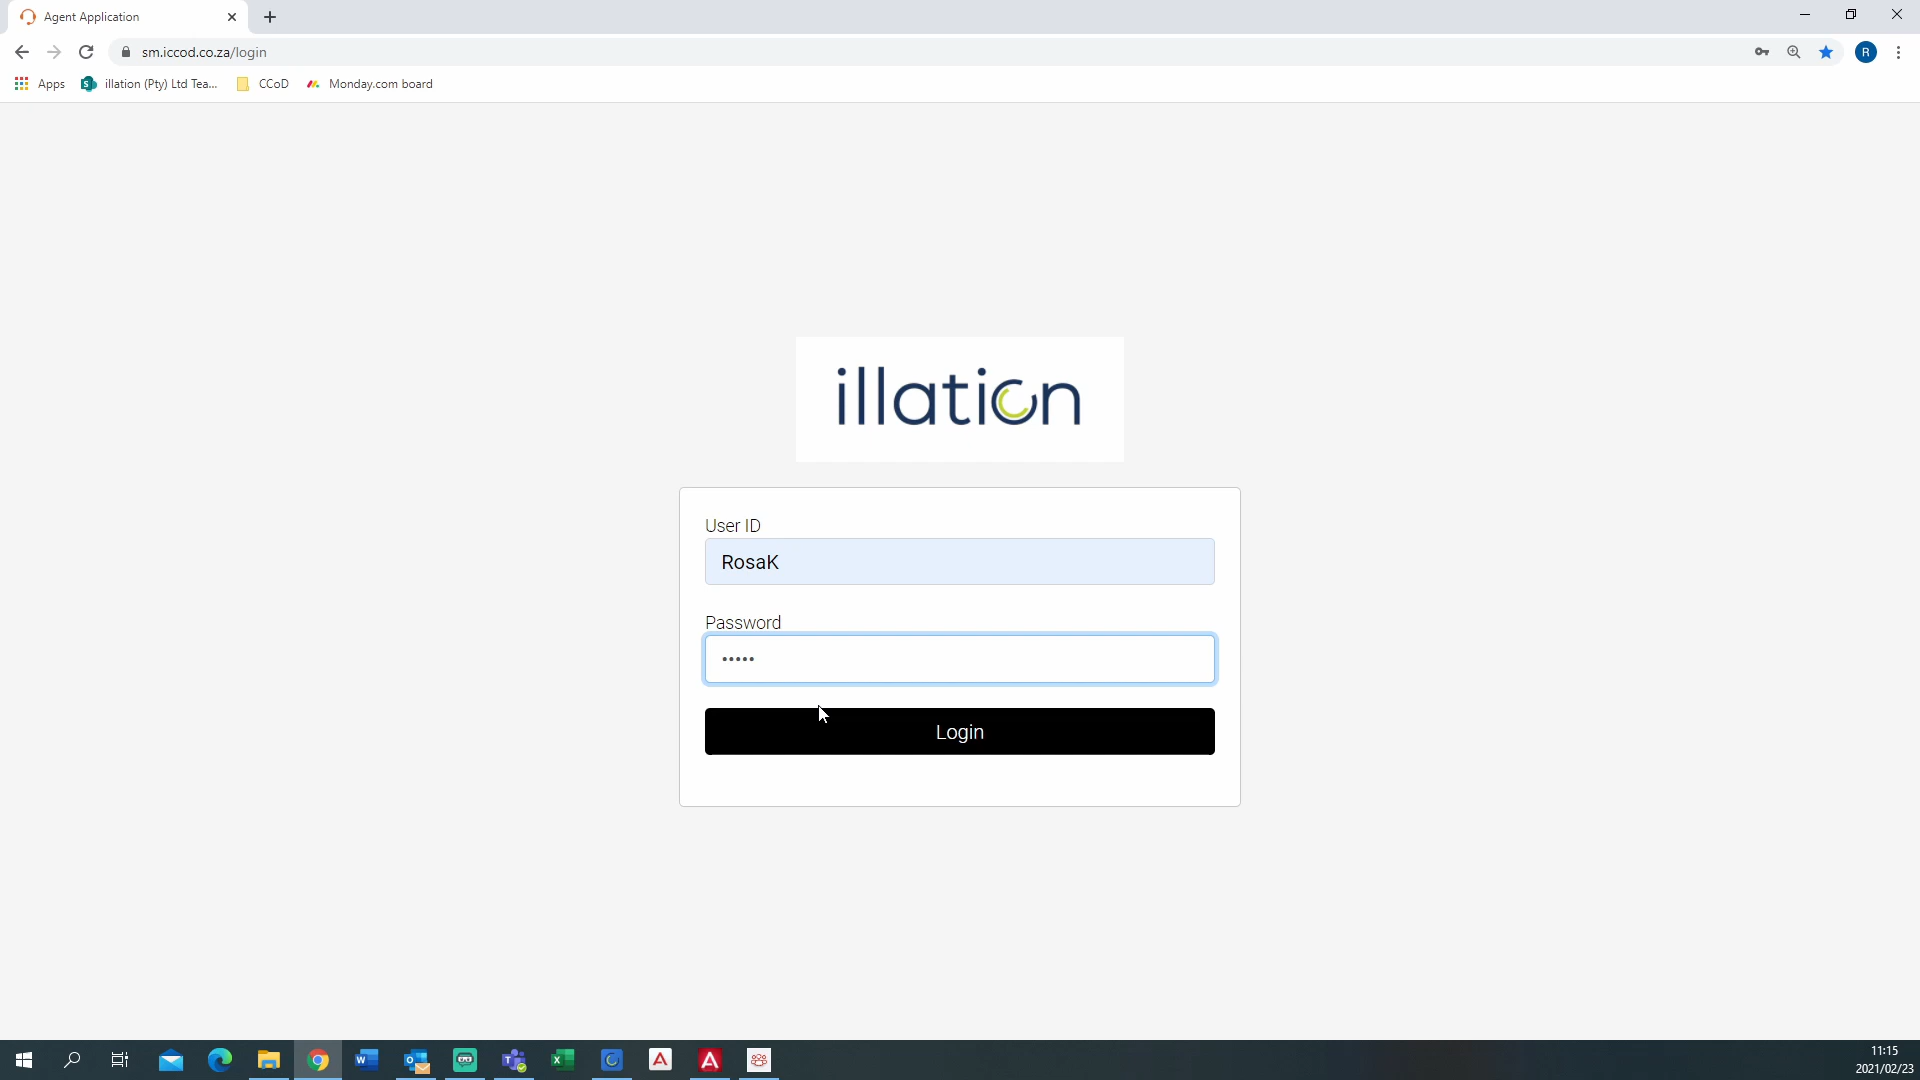 Agent Application
sm.iccod.co.za/login
R
Apps
illation (Pty) Ltd Tea...
CCoD
Monday.com board
illation
User ID
RosaK
Password
•••••
Login
11:15
2021/02/23